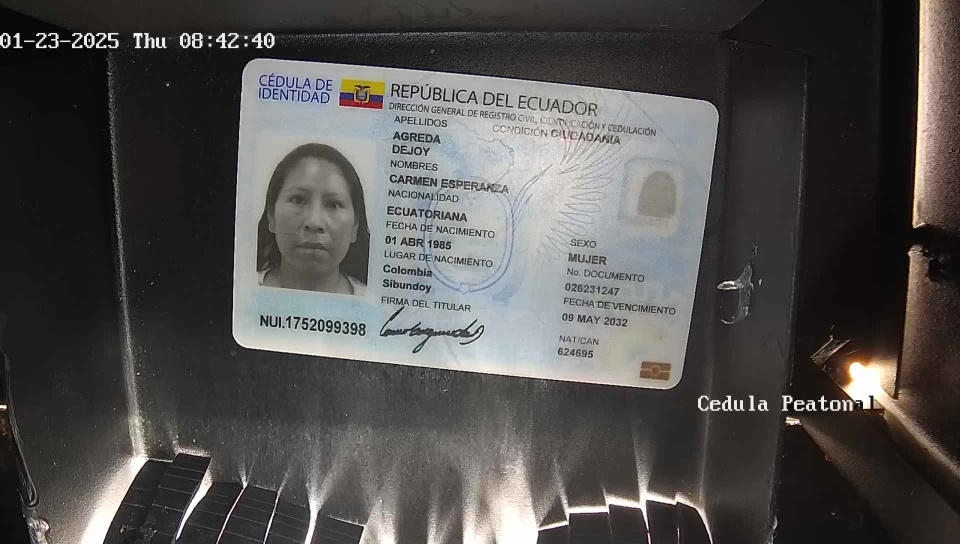 01-23-2025 Thu 08:42:40
CÉDULA DE
IDENTIDAD
REPÚBLICA DEL ECUADOR
DIRECCIÓN GENERAL DE REGISTRO CIVIL, IDENTIFICACIÓN Y CEDULACIÓN
APELLIDOS
CONDICIÓN CIUDADANÍA
AGREDA
DEJOY
NOMBRES
CARMEN ESPERANZA
NACIONALIDAD
ECUATORIANA
FECHA DE NACIMIENTO
01 ABR 1985
LUGAR DE NACIMIENTO
Colombia
Sibundoy
FIRMA DEL TITULAR
SEXO
MUJER
No. DOCUMENTO
026231247
FECHA DE VENCIMIENTO
09 MAY 2032
NAT/CAN
624695
NUI.1752099398
Cedula Peatonal